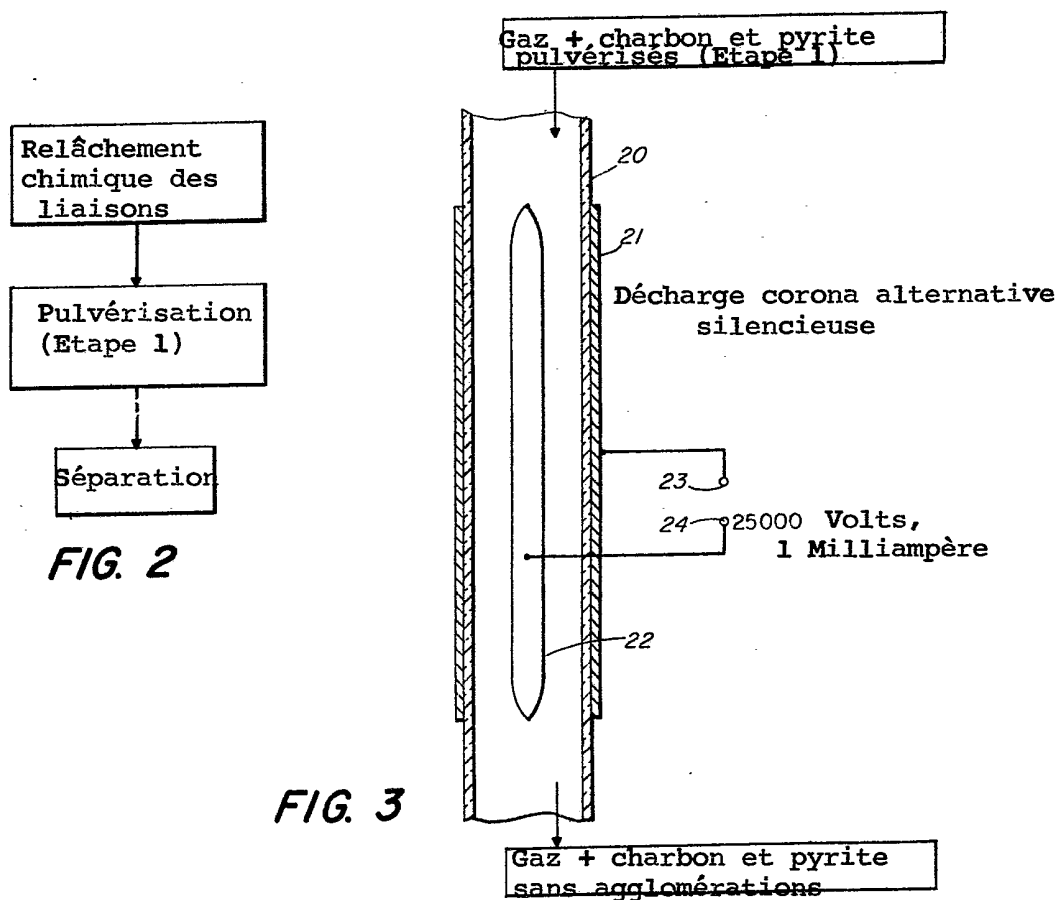 Relâchement
chimique des
liaisons
Pulvérisation
(Etape 1)
Séparation
FIG. 2
Gaz + charbon et pyrite
pulvérisés (Etape 1)
20
21
Décharge corona alternative
silencieuse
23
24 25000 Volts,
1 Milliampère
22
FIG. 3
Gaz + charbon et pyrite
sans agglomérations